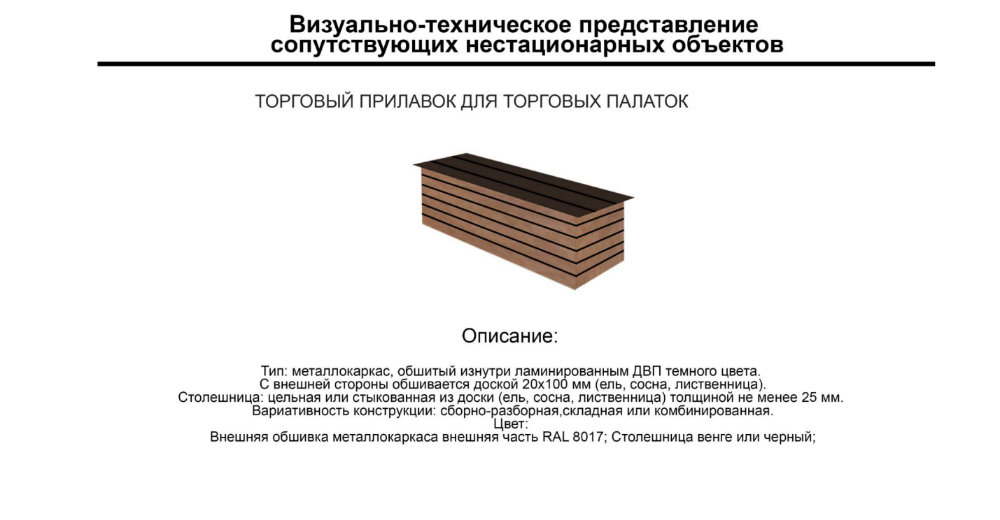 Визуально-техническое представление
сопутствующих нестационарных объектов
ТОРГОВЫЙ ПРИЛАВОК ДЛЯ ТОРГОВЫХ ПАЛАТОК
Описание:
Тип: металлокаркас, обшитый изнутри ламинированным ДВП темного цвета.
С внешней стороны обшивается доской 20х100 мм (ель, сосна, лиственница).
Столешница: цельная или стыкованная из доски (ель, сосна, лиственница) толщиной не менее 25 мм.
Вариативность конструкции: сборно-разборная,складная или комбинированная.
Цвет:
Внешняя обшивка металлокаркаса внешняя часть RAL 8017; Столешница венге или черный;